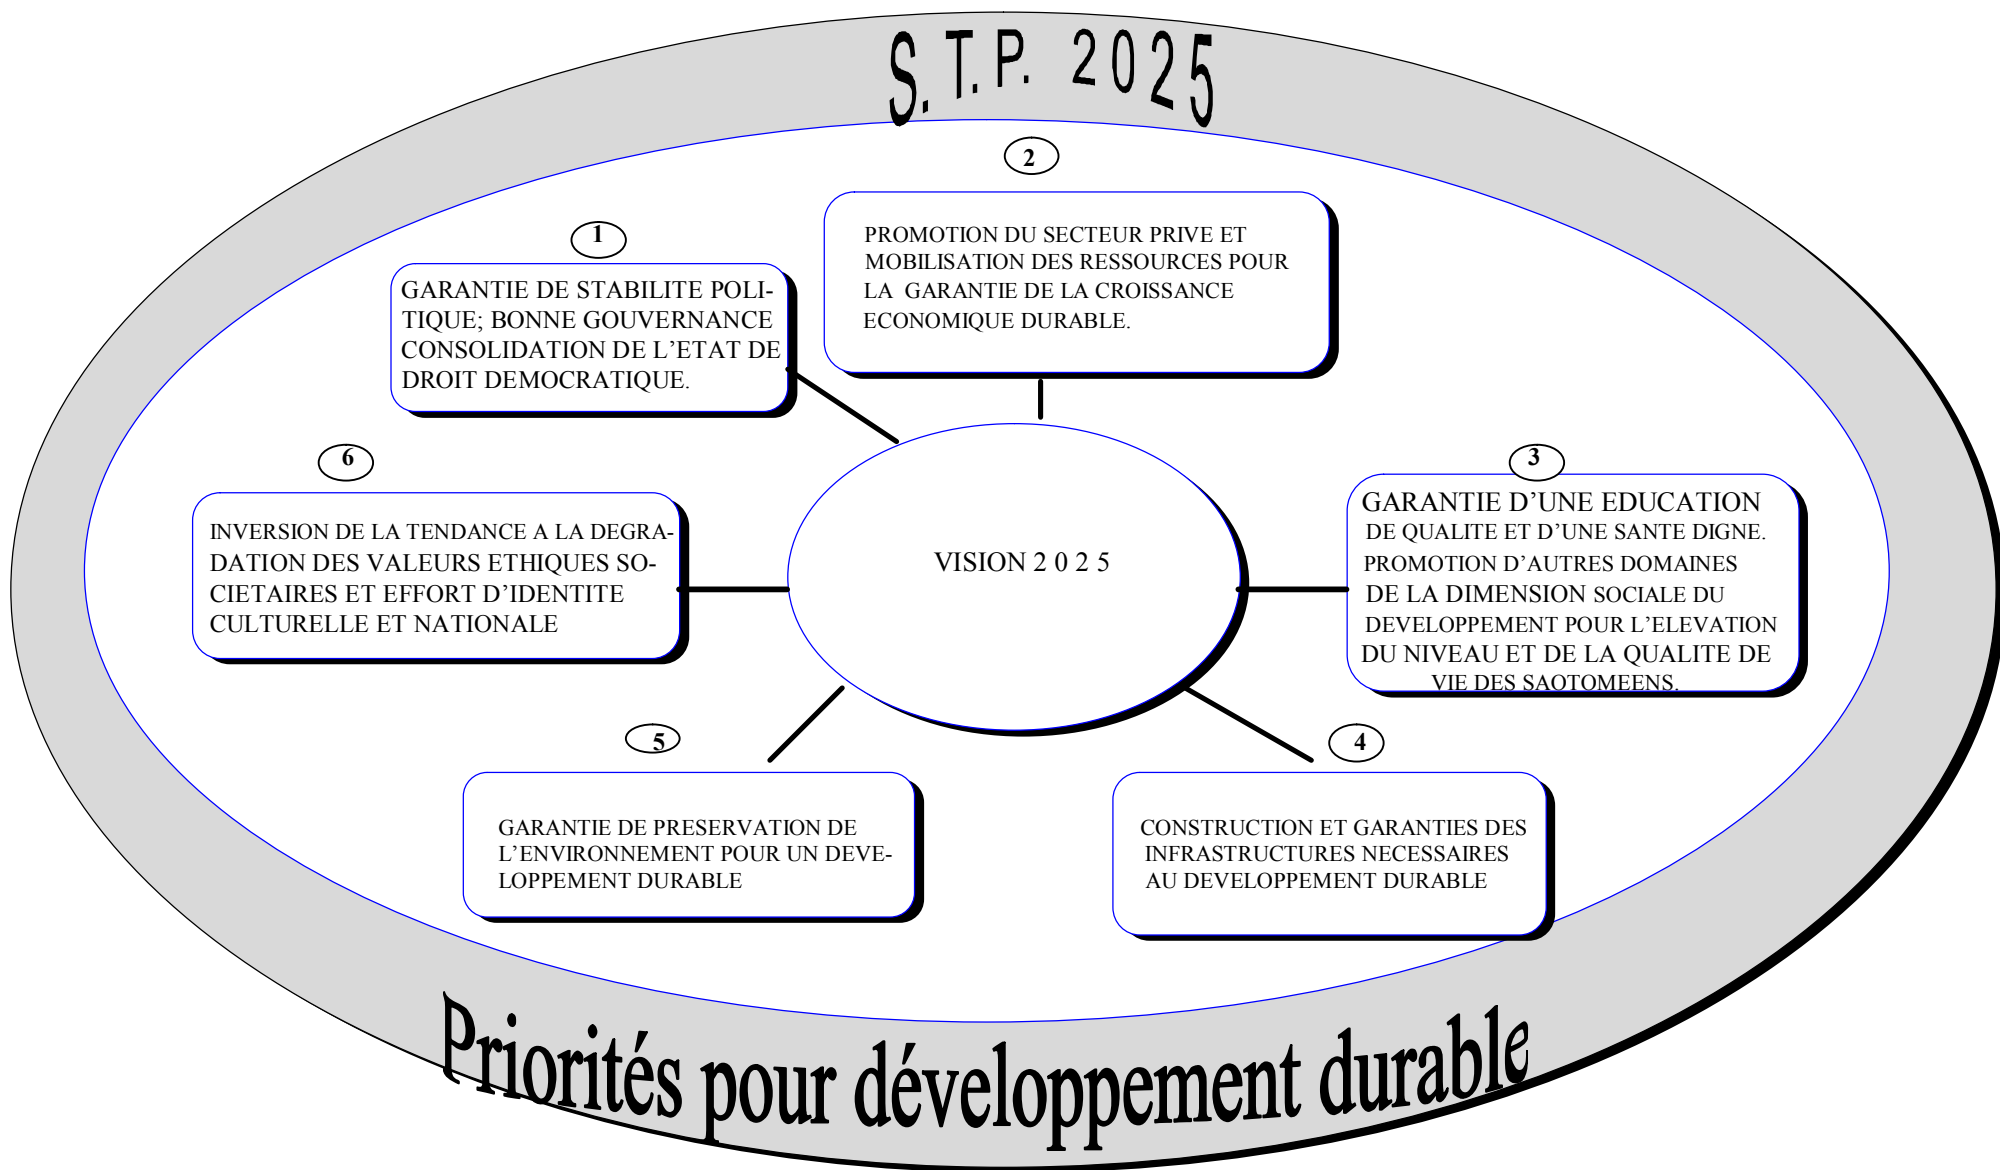 S. T. P. 2025
1
GARANTIE DE STABILITE POLI-
TIQUE; BONNE GOUVERNANCE
CONSOLIDATION DE L’ETAT DE
DROIT DEMOCRATIQUE.
2
PROMOTION DU SECTEUR PRIVE ET
MOBILISATION DES RESSOURCES POUR
LA GARANTIE DE LA CROISSANCE
ECONOMIQUE DURABLE.
3
GARANTIE D’UNE EDUCATION
DE QUALITE ET D’UNE SANTE DIGNE.
PROMOTION D’AUTRES DOMAINES
DE LA DIMENSION SOCIALE DU
DEVELOPPEMENT POUR L’ELEVATION
DU NIVEAU ET DE LA QUALITE DE
VIE DES SAOTOMEENS.
4
CONSTRUCTION ET GARANTIES DES
INFRASTRUCTURES NECESSAIRES
AU DEVELOPPEMENT DURABLE
5
GARANTIE DE PRESERVATION DE
L’ENVIRONNEMENT POUR UN DEVE-
LOPPEMENT DURABLE
6
INVERSION DE LA TENDANCE A LA DEGRA-
DATION DES VALEURS ETHIQUES SO-
CIETAIRES ET EFFORT D’IDENTITE
CULTURELLE ET NATIONALE
VISION 2 0 2 5
Priorités pour développement durable